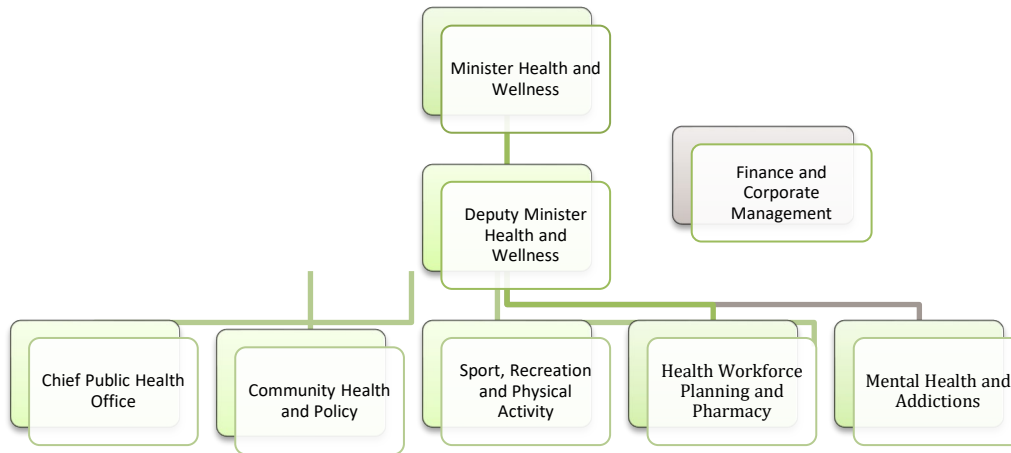 Minister Health and
Wellness
Finance and
Corporate
Management
Deputy Minister
Health and
Wellness
Chief Public Health
Office
Community Health
and Policy
Sport, Recreation
and Physical
Activity
Health Workforce
Planning and
Pharmacy
Mental Health and
Addictions